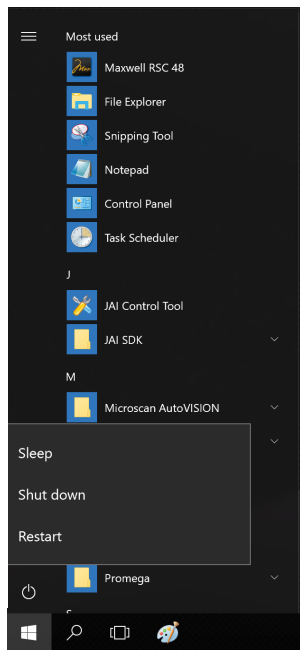 Most used
Maxwell RSC 48
File Explorer
Snipping Tool
Notepad
Control Panel
Task Scheduler
J
JAI Control Tool
JAI SDK
M
Microscan AutoVISION
Sleep
Shut down
Restart
Promega